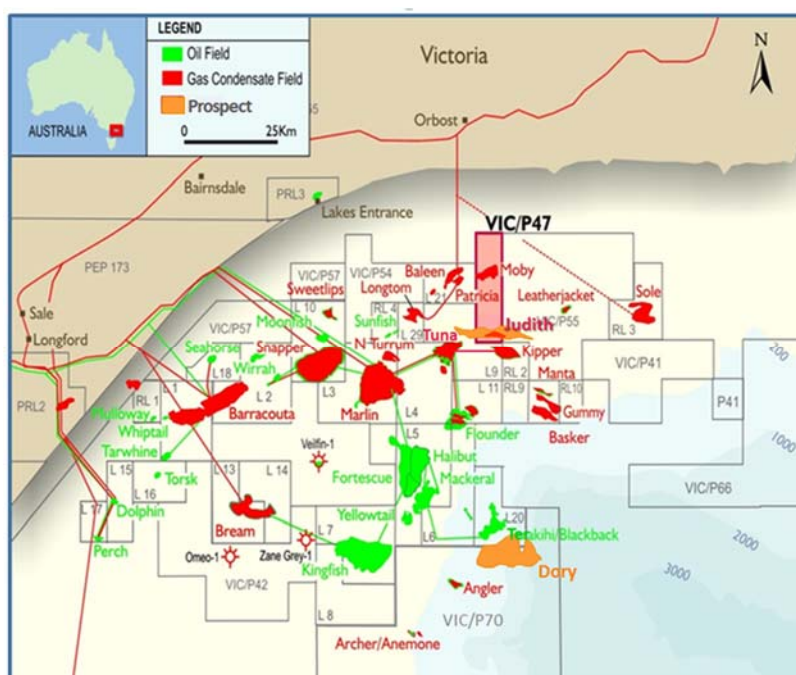 LEGEND
Oil Field
Gas Condensate Field
Prospect
0 25Km
AUSTRALIA
Victoria
N
Orbost
Bairnsdale
PRL3
Lakes Entrance
VIC/P47
PEP 173
VIC/P57
VIC/P54
Baleen
Moby
Sweetlips
Longtom
L 21
Patricia
Leatherjacket
Sole
Sale
L 10
RL 4
VIC/P55
Moonfish
Sunfish
RL 3
Longford
VIC/P57
L 29
Tuna
Judith
Seahorse
Snapper
N Turrum
Kipper
VIC/P41
Wirrah
200
L 18
L9
RL 2
Manta
PRL2
RL 1
L 1
L 2
L3
L 11
RL9
RL10
Mulloway
Barracouta
Marlin
L4
Gummy
P41
Whiptail
Flounder
Basker
1000
Tarwhine
L5
Veilfin-1
Halibut
L 15
Torsk
L 13
L 14
Fortescue
Mackeral
VIC/P66
L 17
L 16
Dolphin
Bream
Yellowtail
L20
2000
L 7
L6
Terakihi/Blackback
Perch
Omeo-1
Zane Grey-1
Kingfish
Dory
3000
VIC/P42
Angler
L 8
VIC/P70
Archer/Anemone